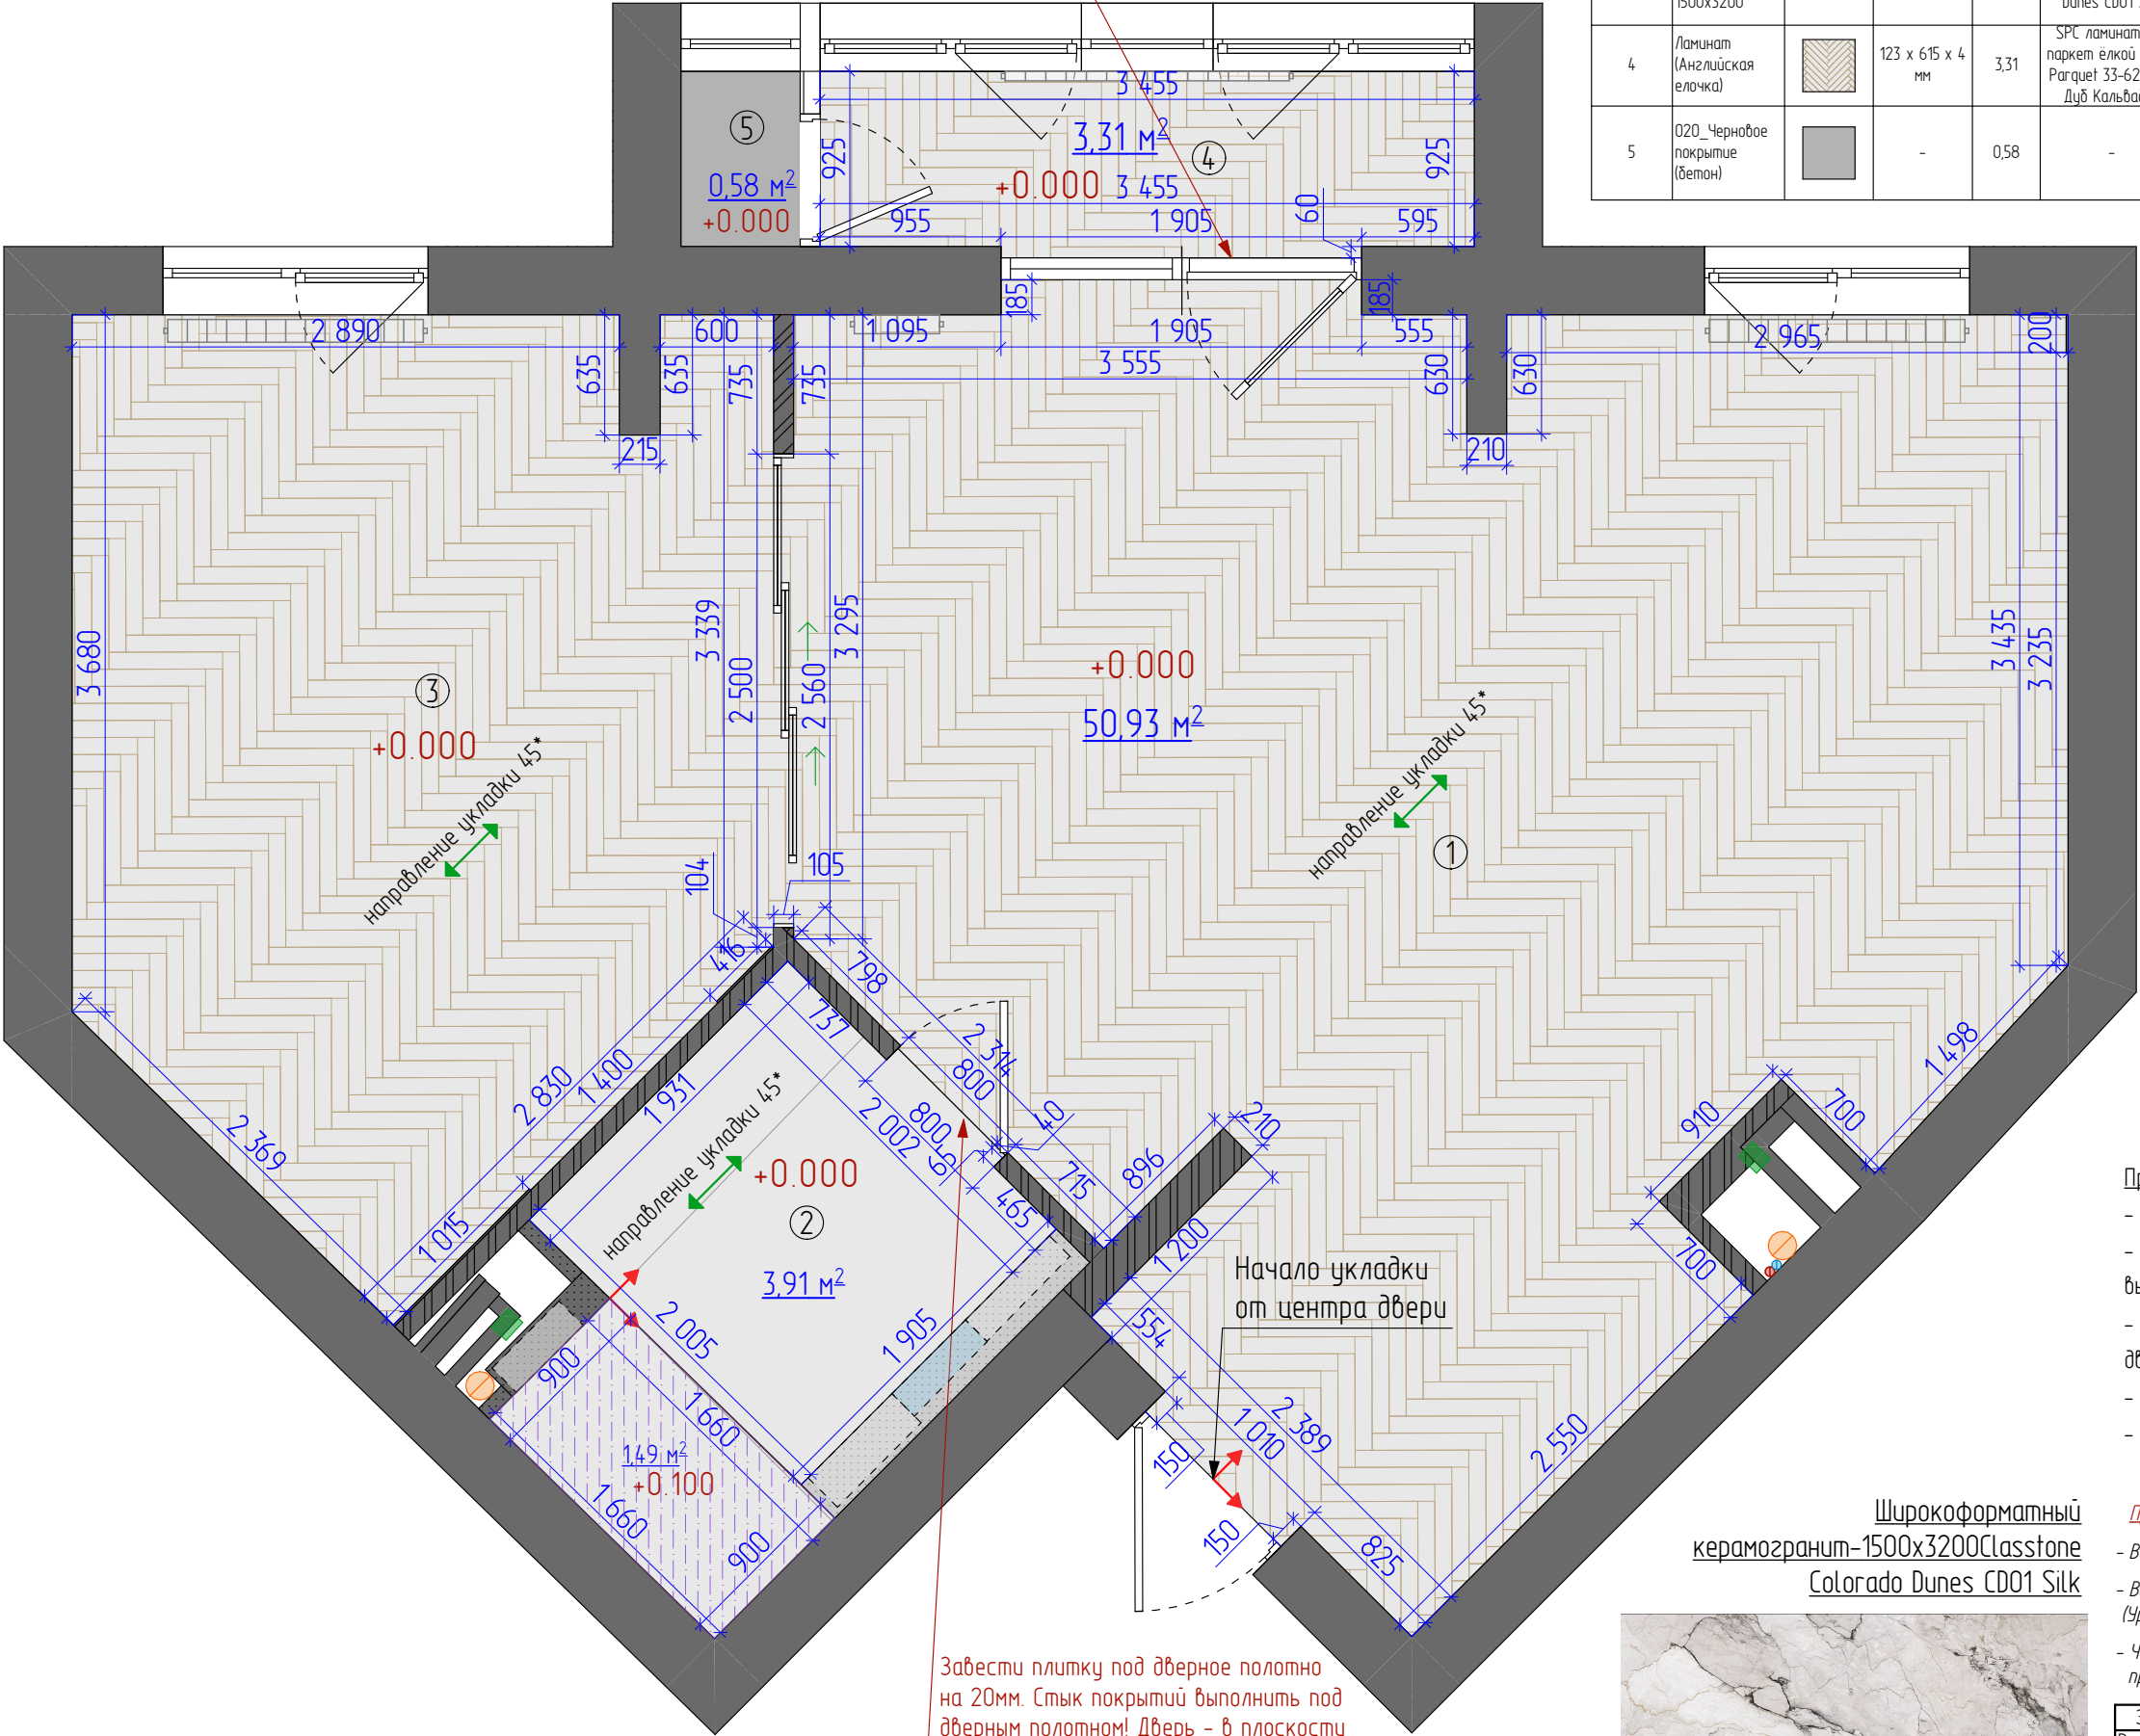 1500x3200
Dunes CD01
4
Ламинат
(Английская
елочка)
123 x 615 x 4
мм
3,31
SPC ламинат
паркет ёлкой
Parquet 33-62
Дуб
5
020_Черновое
покрытие
(бетон)
-
0,58
-
5
0,58 м2
+0.000
3 455
3,31 м2
4
925
925
+0.000
3 455
955
1 905
60
595
185
185
2 890
600
1 095
1 905
555
2 965
200
3 555
635
635
735
735
630
630
215
210
3 680
3 339
2 500
3 295
2 560
3 435
3 235
3
+0.000
направление укладки 45*
+0.000
50,93 м2
направление укладки 45*
1
104
105
416
798
737
2 314
800
2 830
1 400
1 931
2 369
1 015
800
2 002
61
40
210
465
715
896
1 200
910
700
1 498
700
направление укладки 45*
+0.000
2
3,91 м2
2 005
1 905
900
1 660
1,49 м2
+0.100
1 660
900
554
Начало укладки
от центра двери
2 389
1 010
150
150
825
2 550
-
-
-
-
-
Широкоформатный
керамогранит-1500х3200Classtone
Colorado Dunes CD01 Silk
- В
- В
- Ч
Завести плитку под дверное полотно
на 20мм. Стык покрытий выполнить под
дверным полотном! Дверь - в плоскости